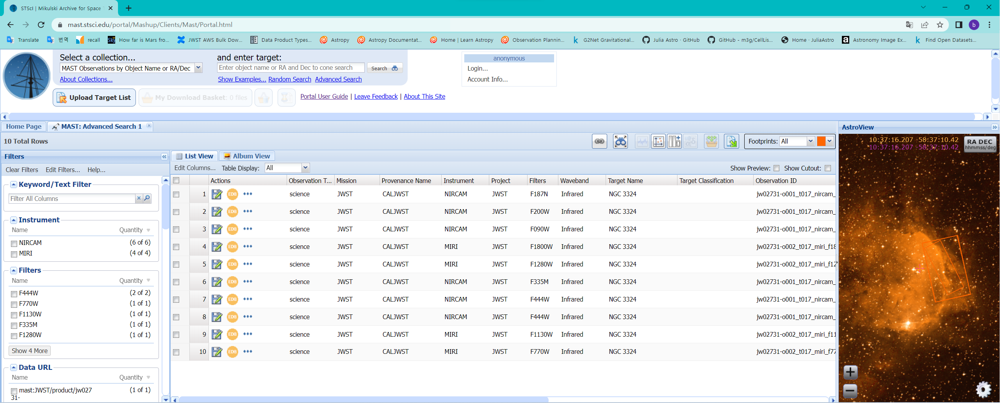 STScI | Mikulski Archive for Space
mast.stsci.edu/portal/Mashup/Clients/Mast/Portal.html
b
Translate 번역 recall How far is Mars fro... JWST AWS Bulk Dow... Data Product Types... Astropy Astropy Documentat... Home | Learn Astropy Observation Plannin... G2Net Gravitational... Julia Astro · GitHub GitHub - m3g/CellLis... Home · JuliaAstro Astronomy Image Ex... Find Open Datasets...
Select a collection... and enter target:
MAST Observations by Object Name or RA/Dec Enter object name or RA and Dec to cone search Search
About Collections... Show Examples... Random Search Advanced Search
anonymous
Login...
Account Info...
Upload Target List My Download Basket: 0 files Portal User Guide | Leave Feedback | About This Site
Home Page MAST: Advanced Search 1
10 Total Rows Footprints: All
Filters
Clear Filters Edit Filters... Help...
Keyword/Text Filter
Filter All Columns
Instrument
Name Quantity
NIRCAM (6 of 6)
MIRI (4 of 4)
Filters
Name Quantity
F444W (2 of 2)
F770W (1 of 1)
F1130W (1 of 1)
F335M (1 of 1)
F1280W (1 of 1)
Show 4 More
Data URL
Name Quantity
mast:JWST/product/jw027 (1 of 1)
31-
List View Album View
Edit Columns... Table Display: All Show Preview: Show Cutout:
Actions Observation T... Mission Provenance Name Instrument Project Filters Waveband Target Name Target Classification Observation ID
1 EDB science JWST CALJWST NIRCAM JWST F187N Infrared NGC 3324 jw02731-o001_t017_nircam_
2 EDB science JWST CALJWST NIRCAM JWST F200W Infrared NGC 3324 jw02731-o001_t017_nircam_
3 EDB science JWST CALJWST NIRCAM JWST F090W Infrared NGC 3324 jw02731-o001_t017_nircam_
4 EDB science JWST CALJWST MIRI JWST F1800W Infrared NGC 3324 jw02731-o002_t017_miri_f18
5 EDB science JWST CALJWST MIRI JWST F1280W Infrared NGC 3324 jw02731-o002_t017_miri_f12
6 EDB science JWST CALJWST NIRCAM JWST F335M Infrared NGC 3324 jw02731-o001_t017_nircam_
7 EDB science JWST CALJWST NIRCAM JWST F444W Infrared NGC 3324 jw02731-o001_t017_nircam_
8 EDB science JWST CALJWST NIRCAM JWST F444W Infrared NGC 3324 jw02731-o001_t017_nircam_
9 EDB science JWST CALJWST MIRI JWST F1130W Infrared NGC 3324 jw02731-o002_t017_miri_f11
10 EDB science JWST CALJWST MIRI JWST F770W Infrared NGC 3324 jw02731-o002_t017_miri_f77
AstroView
10:37:16.207 -58:37:10.42
10:37:16.207 -58:37:10.42
RA DEC
hhmmss/deg